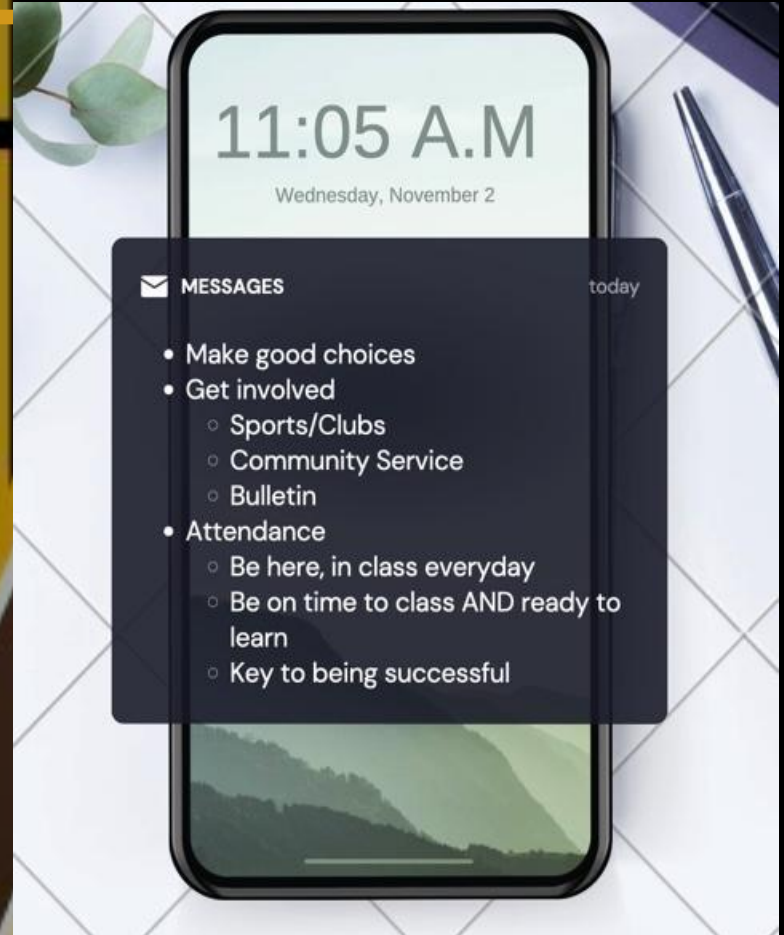 11:05 A.M
Wednesday, November 2
MESSAGES today
Make good choices
Get involved
Sports/Clubs
Community Service
Bulletin
Attendance
Be here, in class everyday
Be on time to class AND ready to
learn
Key to being successful